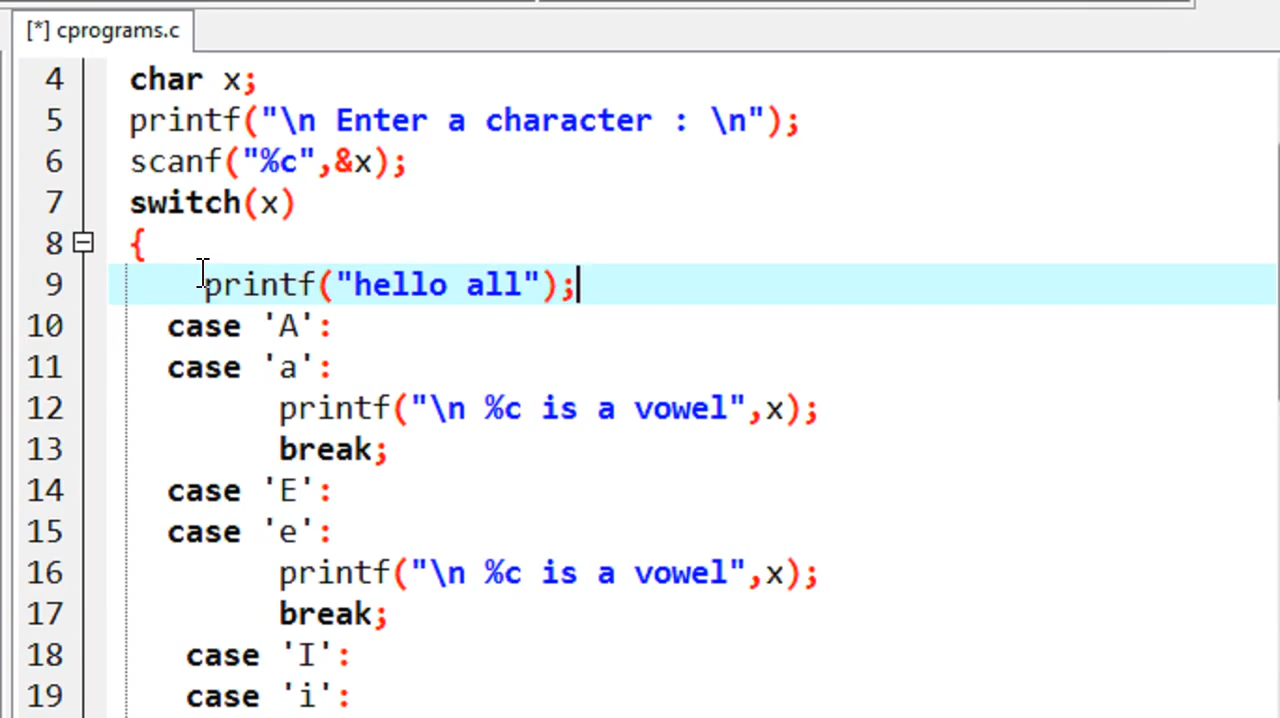 [*] cprograms.c
4 char x;
5 printf("\n Enter a character : \n");
6 scanf("%c",&x);
7 switch(x)
8 {
9 printf("hello all");
10 case 'A':
11 case 'a':
12 printf("\n %c is a vowel",x);
13 break;
14 case 'E':
15 case 'e':
16 printf("\n %c is a vowel",x);
17 break;
18 case 'I':
19 case 'i':